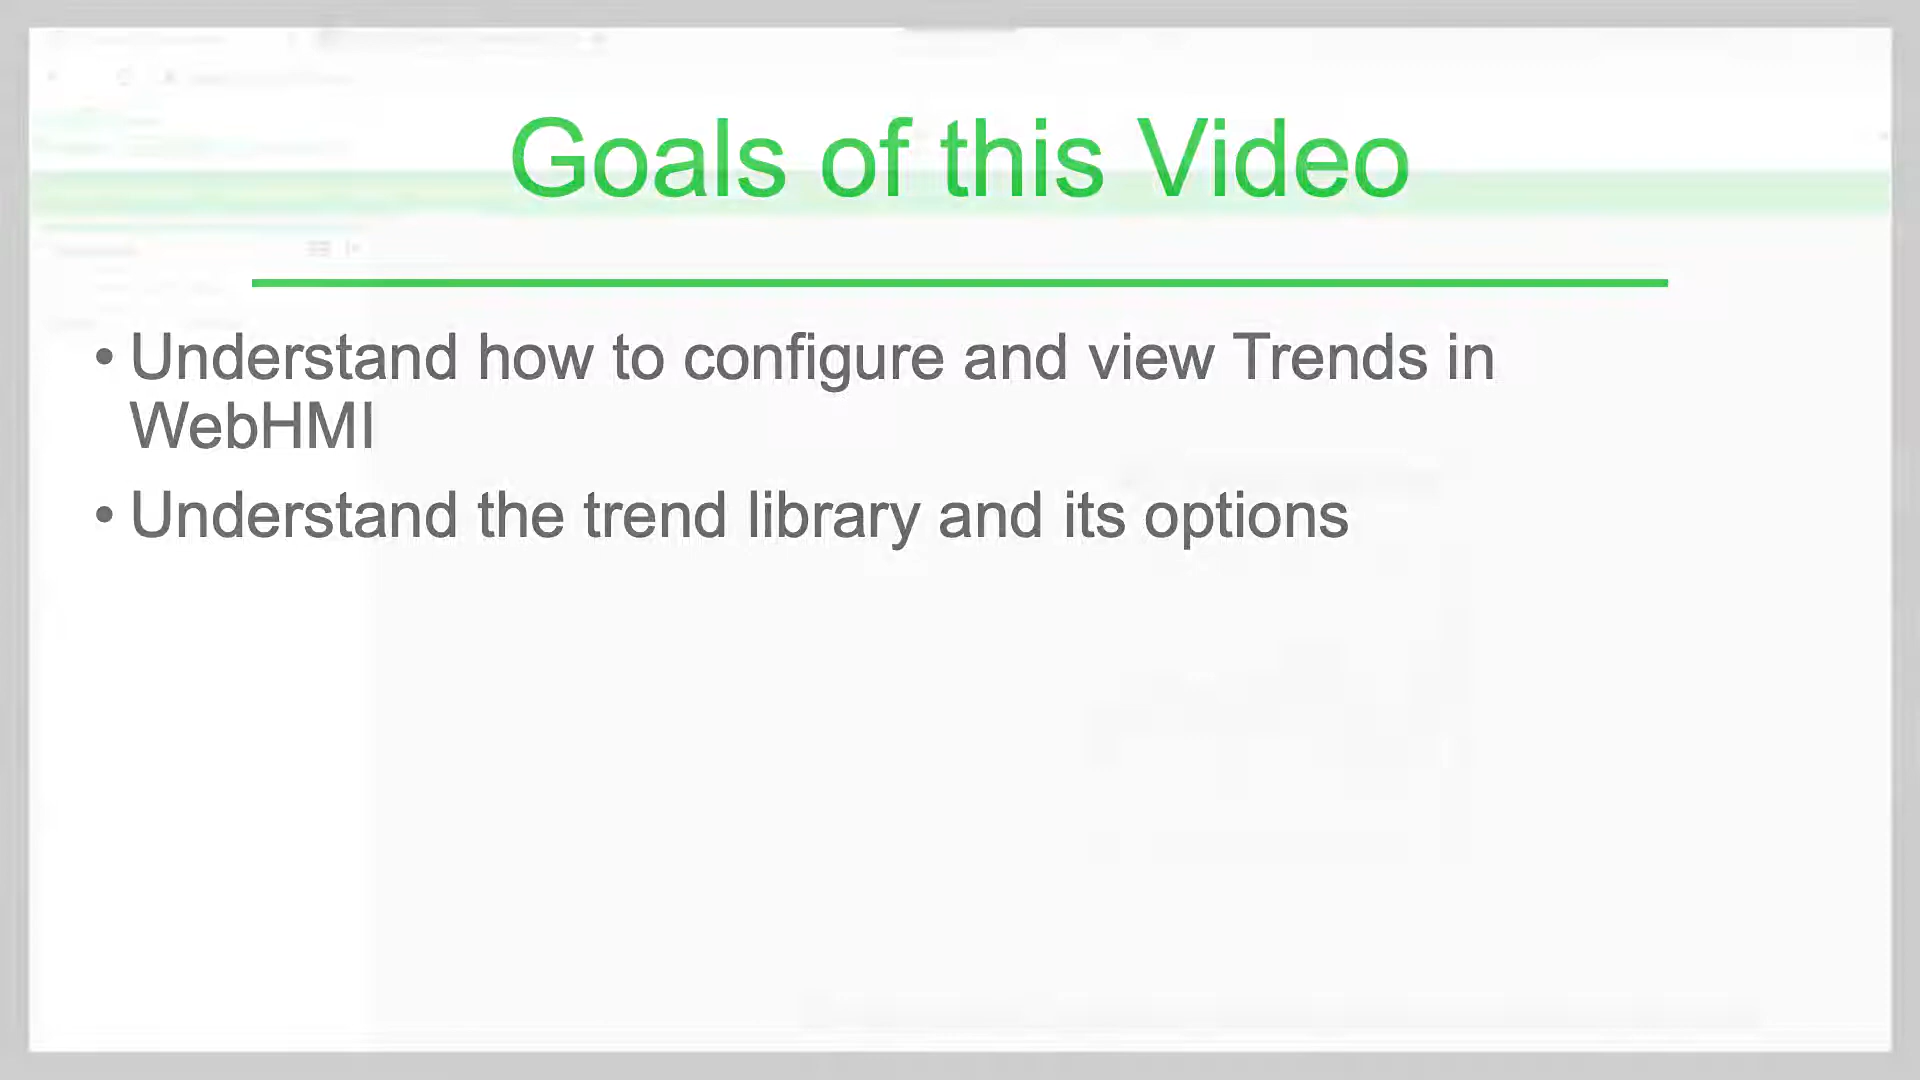 Goals of this Video
• Understand how to configure and view Trends in
WebHMI
• Understand the trend library and its options